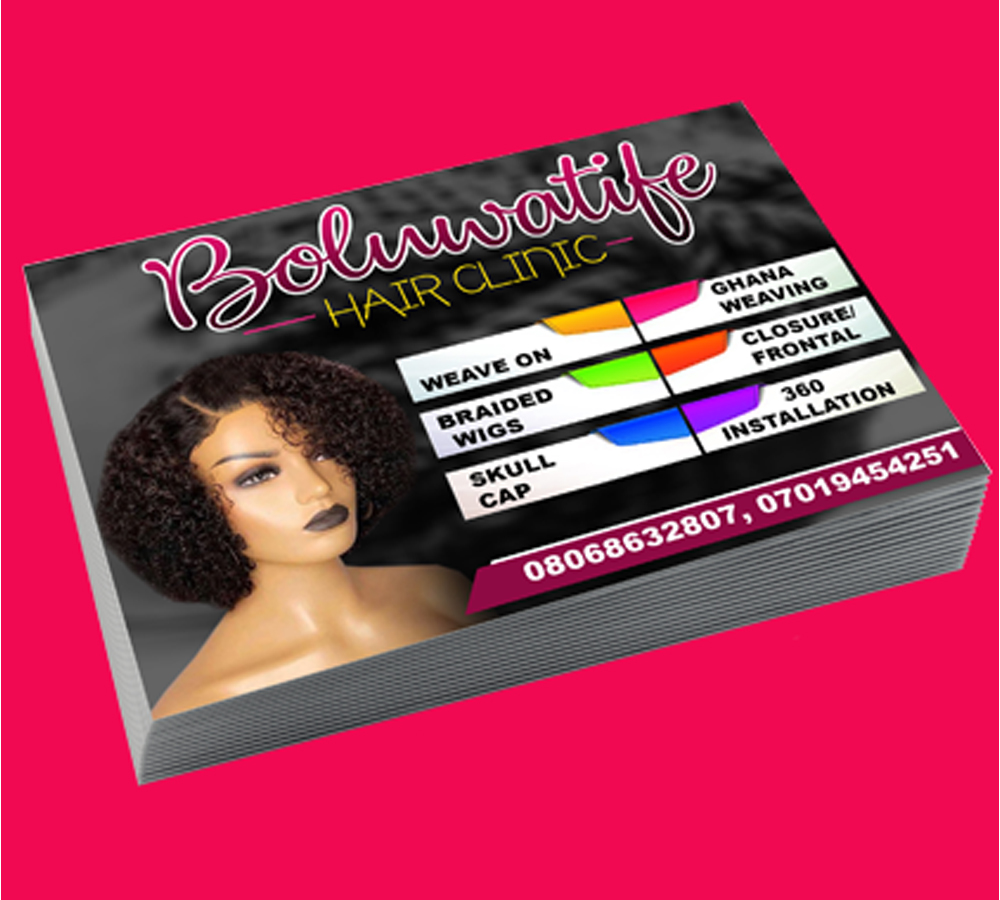 Boluwatife
HAIR CLINIC
WEAVE ON
GHANA
WEAVING
BRAIDED
WIGS
CLOSURE/
FRONTAL
SKULL
CAP
360
INSTALLATION
08068632807, 07019454251